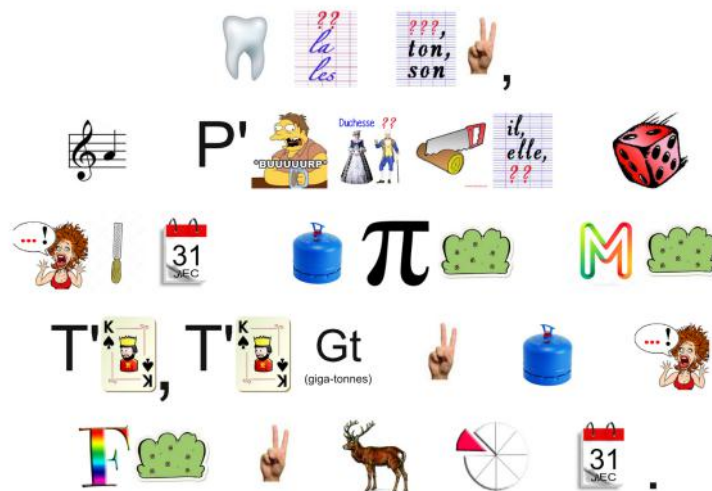 ??
la
les
???,
ton,
son
,
P'
*BUUUUURP*
Duchesse ??
il,
elle,
??
... !
31
DEC
π
M
T'
K
K
,
T'
K
K
Gt
(giga-tonnes)
... !
F
31
DEC
.